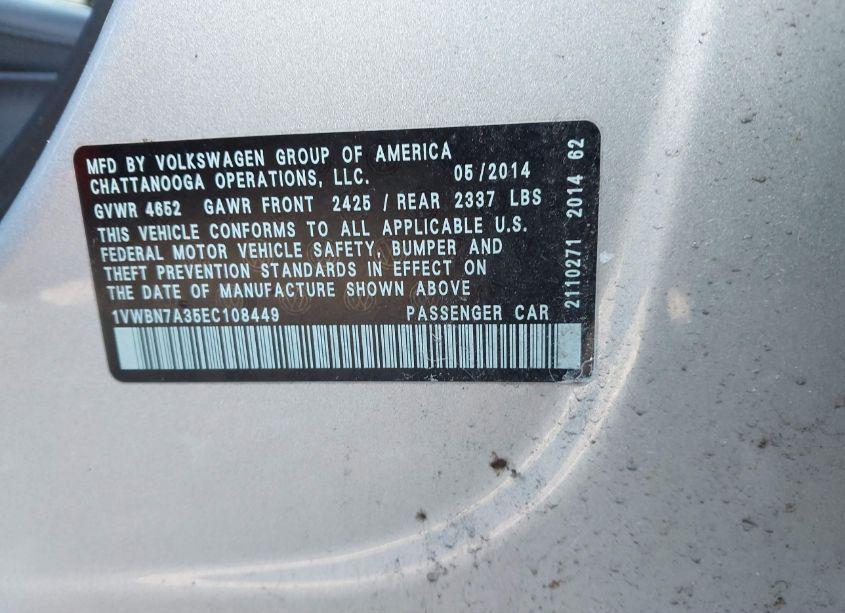 MFD BY VOLKSWAGEN GROUP OF AMERICA
CHATTANOOGA OPERATIONS, LLC. 05/2014
GVWR 4652 GAWR FRONT 2425 / REAR 2337 LBS
THIS VEHICLE CONFORMS TO ALL APPLICABLE U.S.
FEDERAL MOTOR VEHICLE SAFETY, BUMPER AND
THEFT PREVENTION STANDARDS IN EFFECT ON
THE DATE OF MANUFACTURE SHOWN ABOVE
1VWBN7A35EC108449 PASSENGER CAR
2110271 2014 62